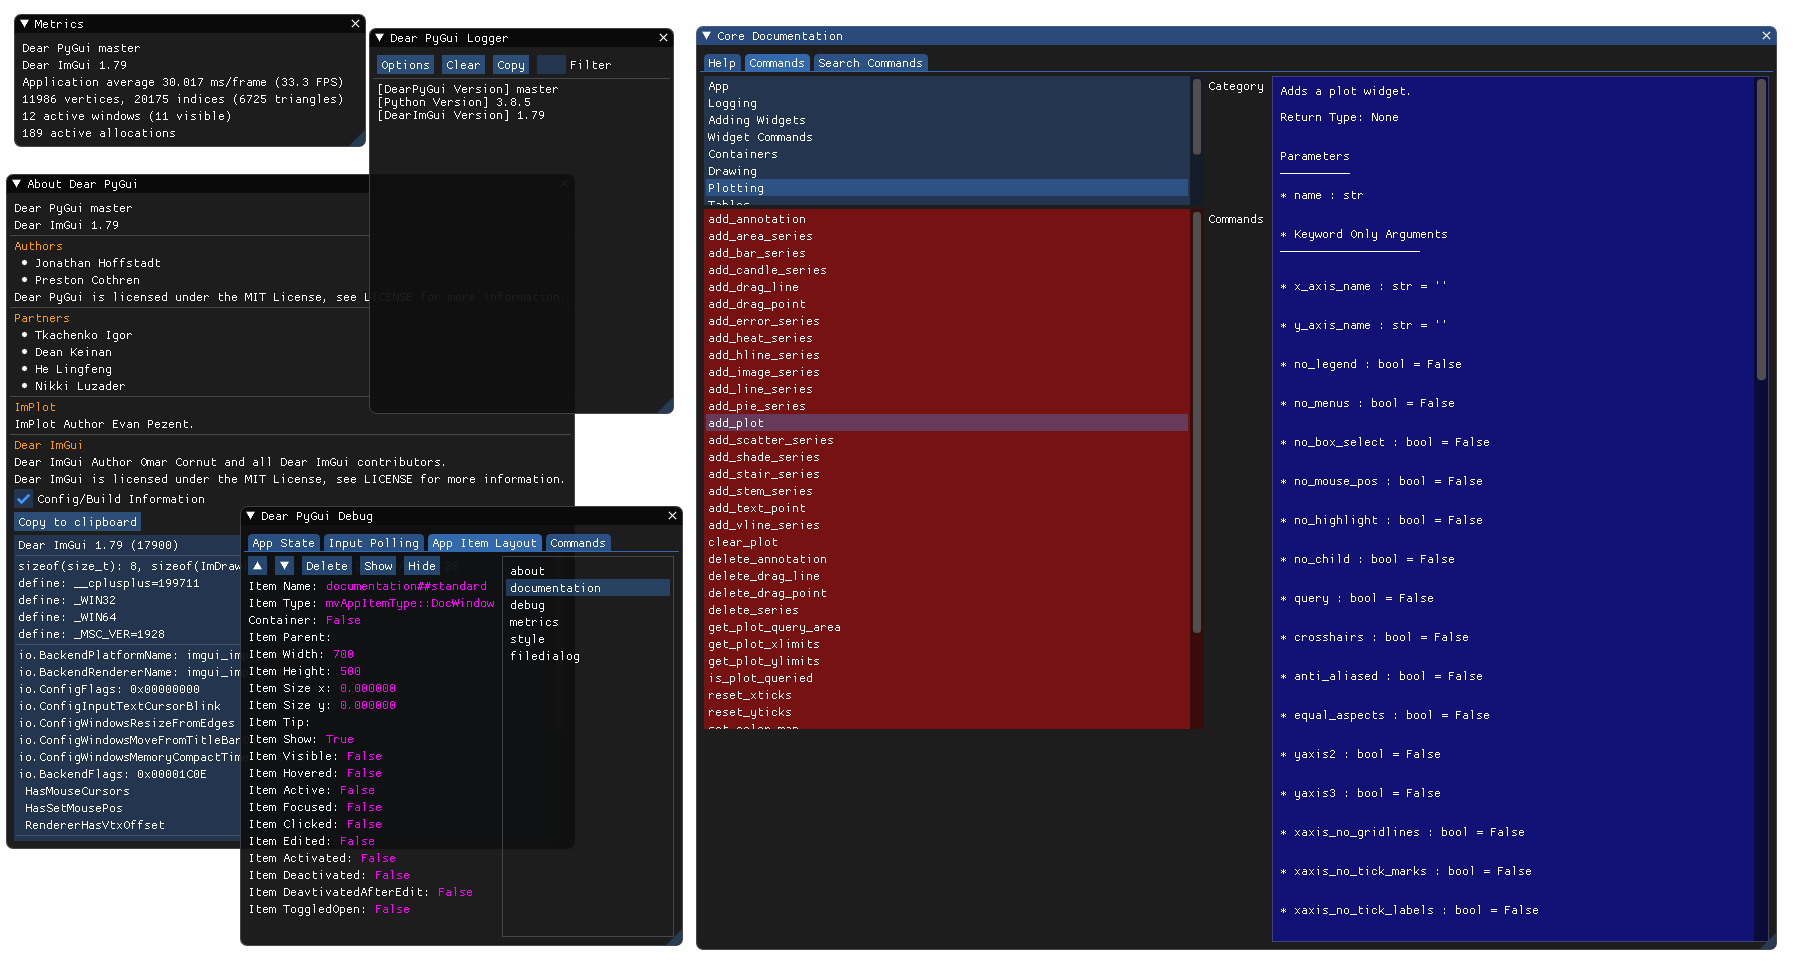 Metrics
Dear PyGui master
Dear ImGui 1.79
Application average 30.017 ms/frame (33.3 FPS)
11986 vertices, 20175 indices (6725 triangles)
12 active windows (11 visible)
189 active allocations
Dear PyGui Logger
Options Clear Copy Filter
[DearPyGui Version] master
[Python Version] 3.8.5
[DearImGui Version] 1.79
About Dear PyGui
Dear PyGui master
Dear ImGui 1.79
Authors
Jonathan Hoffstadt
Preston Cothren
Dear PyGui is licensed under the MIT License, see LICENSE for more information.
Partners
Tkachenko Igor
Dean Keinan
He Lingfeng
Nikki Luzader
ImPlot
ImPlot Author Evan Pezent.
Dear ImGui
Dear ImGui Author Omar Cornut and all Dear ImGui contributors.
Dear ImGui is licensed under the MIT License, see LICENSE for more information.
Config/Build Information
Copy to clipboard
Dear ImGui 1.79 (17900)
sizeof(size_t): 8, sizeof(ImDraw
define: __cplusplus=199711
define: _WIN32
define: _WIN64
define: _MSC_VER=1928
io.BackendPlatformName: imgui_im
io.BackendRendererName: imgui_im
io.ConfigFlags: 0x00000000
io.ConfigInputTextCursorBlink
io.ConfigWindowsResizeFromEdges
io.ConfigWindowsMoveFromTitleBar
io.ConfigWindowsMemoryCompactTim
io.BackendFlags: 0x00001C0E
HasMouseCursors
HasSetMousePos
RendererHasVtxOffset
Dear PyGui Debug
App State Input Polling App Item Layout Commands
Delete Show Hide
Item Name: documentation##standard
Item Type: mvAppItemType::DocWindow
Container: False
Item Parent:
Item Width: 700
Item Height: 500
Item Size x: 0.000000
Item Size y: 0.000000
Item Tip:
Item Show: True
Item Visible: False
Item Hovered: False
Item Active: False
Item Focused: False
Item Clicked: False
Item Edited: False
Item Activated: False
Item Deactivated: False
Item DeavtivatedAfterEdit: False
Item ToggledOpen: False
about
documentation
debug
metrics
style
filedialog
Core Documentation
Help Commands Search Commands
App
Logging
Adding Widgets
Widget Commands
Containers
Drawing
Plotting
Tables
Category
add_annotation
add_area_series
add_bar_series
add_candle_series
add_drag_line
add_drag_point
add_error_series
add_heat_series
add_hline_series
add_image_series
add_line_series
add_pie_series
add_plot
add_scatter_series
add_shade_series
add_stair_series
add_stem_series
add_text_point
add_vline_series
clear_plot
delete_annotation
delete_drag_line
delete_drag_point
delete_series
get_plot_query_area
get_plot_xlimits
get_plot_ylimits
is_plot_queried
reset_xticks
reset_yticks
set_color_map
Commands
Adds a plot widget.
Return Type: None
Parameters
* name : str
* Keyword Only Arguments
* x_axis_name : str = ''
* y_axis_name : str = ''
* no_legend : bool = False
* no_menus : bool = False
* no_box_select : bool = False
* no_mouse_pos : bool = False
* no_highlight : bool = False
* no_child : bool = False
* query : bool = False
* crosshairs : bool = False
* anti_aliased : bool = False
* equal_aspects : bool = False
* yaxis2 : bool = False
* yaxis3 : bool = False
* xaxis_no_gridlines : bool = False
* xaxis_no_tick_marks : bool = False
* xaxis_no_tick_labels : bool = False